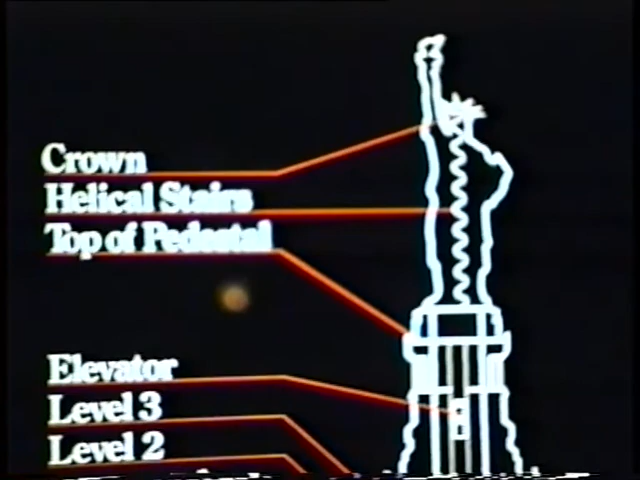 Crown
Helical Stairs
Top of Pedestal
Elevator
Level 3
Level 2